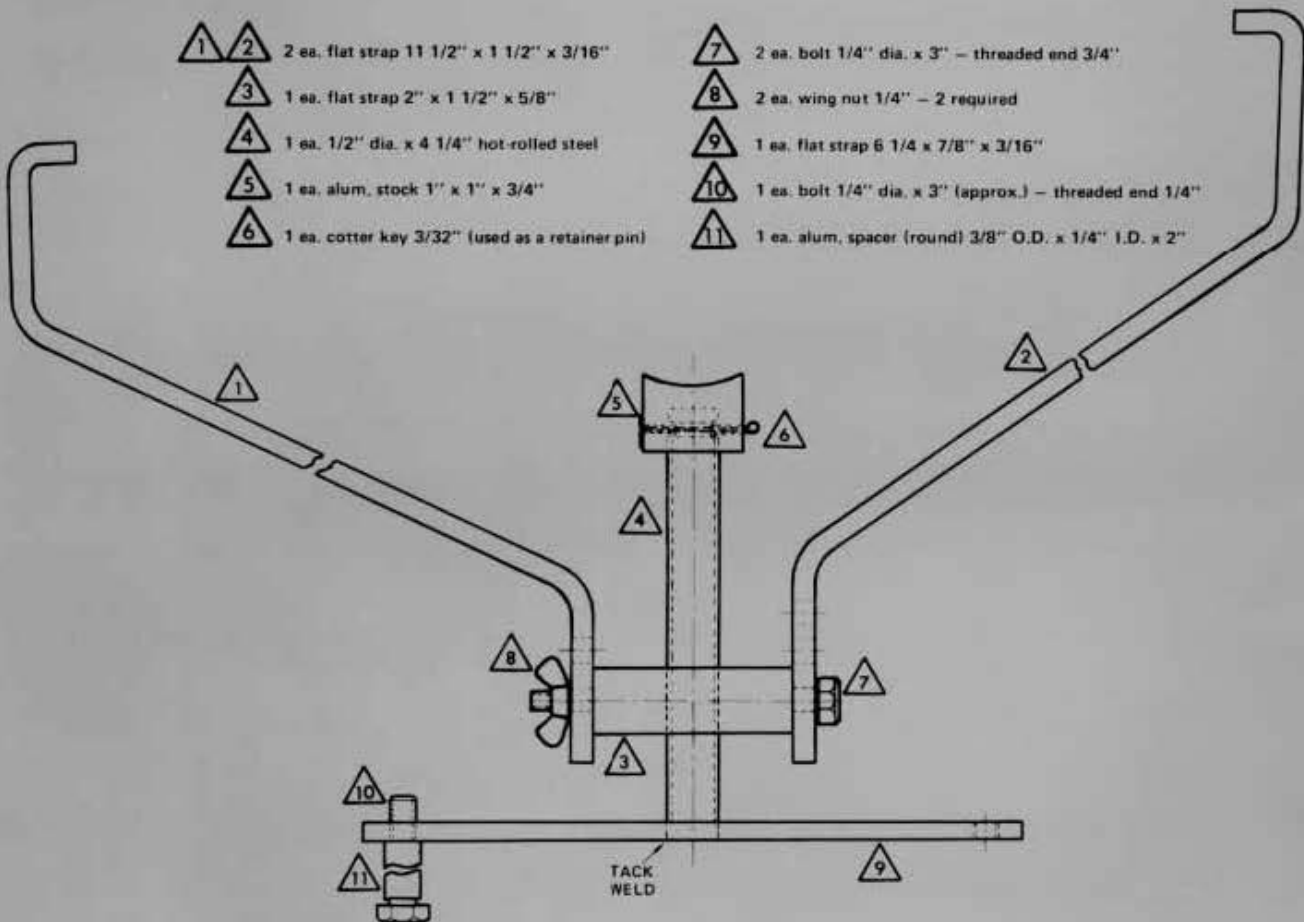 1 2 2 ea. flat strap 11 1/2" x 1 1/2" x 3/16"
3 1 ea. flat strap 2" x 1 1/2" x 5/8"
4 1 ea. 1/2" dia. x 4 1/4" hot-rolled steel
5 1 ea. alum. stock 1" x 1" x 3/4"
6 1 ea. cotter key 3/32" (used as a retainer pin)
7 2 ea. bolt 1/4" dia. x 3" – threaded end 3/4"
8 2 ea. wing nut 1/4" – 2 required
9 1 ea. flat strap 6 1/4 x 7/8" x 3/16"
10 1 ea. bolt 1/4" dia. x 3" (approx.) – threaded end 1/4"
11 1 ea. alum. spacer (round) 3/8" O.D. x 1/4" I.D. x 2"
1
2
5
6
4
8
7
3
10
11
9
TACK
WELD